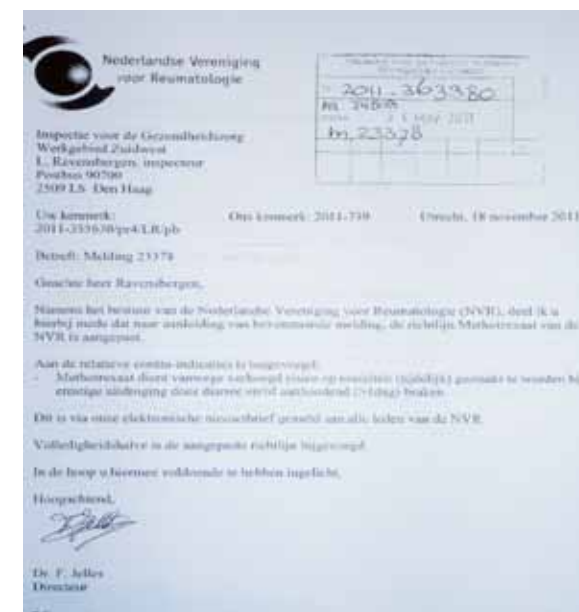 Nederlandse Vereniging
voor Reumatologie
2011-363380
23378
Inspectie voor de Gezondheidszorg
Werkgebied Zuidwest
L. Ravensbergen, inspecteur
Postbus 90700
2509 LS Den Haag
Uw kenmerk:
Ons kenmerk: 2011-739
Utrecht, 18 november 2011
Betreft: Melding 23378
Geachte heer Ravensbergen,
Namens het bestuur van de Nederlandse Vereniging voor Reumatologie (NVR), deel ik u
hierbij mede dat naar aanleiding van bovenstaande melding, de richtlijn Methotrexaat van de
NVR is aangepast.
Aan de relatieve contra-indicaties is toegevoegd:
- Methotrexaat dient vanwege verhoogd risico op toxiciteit (tijdelijk) gestaakt te worden bij
ernstige uitdroging door diarree en/of aanhoudend (>1dag) braken.
Dit is via onze elektronische nieuwsbrief gemeld aan alle leden van de NVR.
Volledigheidshalve is de aangepaste richtlijn bijgevoegd.
In de hoop u hiermee voldoende te hebben ingelicht,
Hoogachtend,
Dr. F. Jelles
Directeur